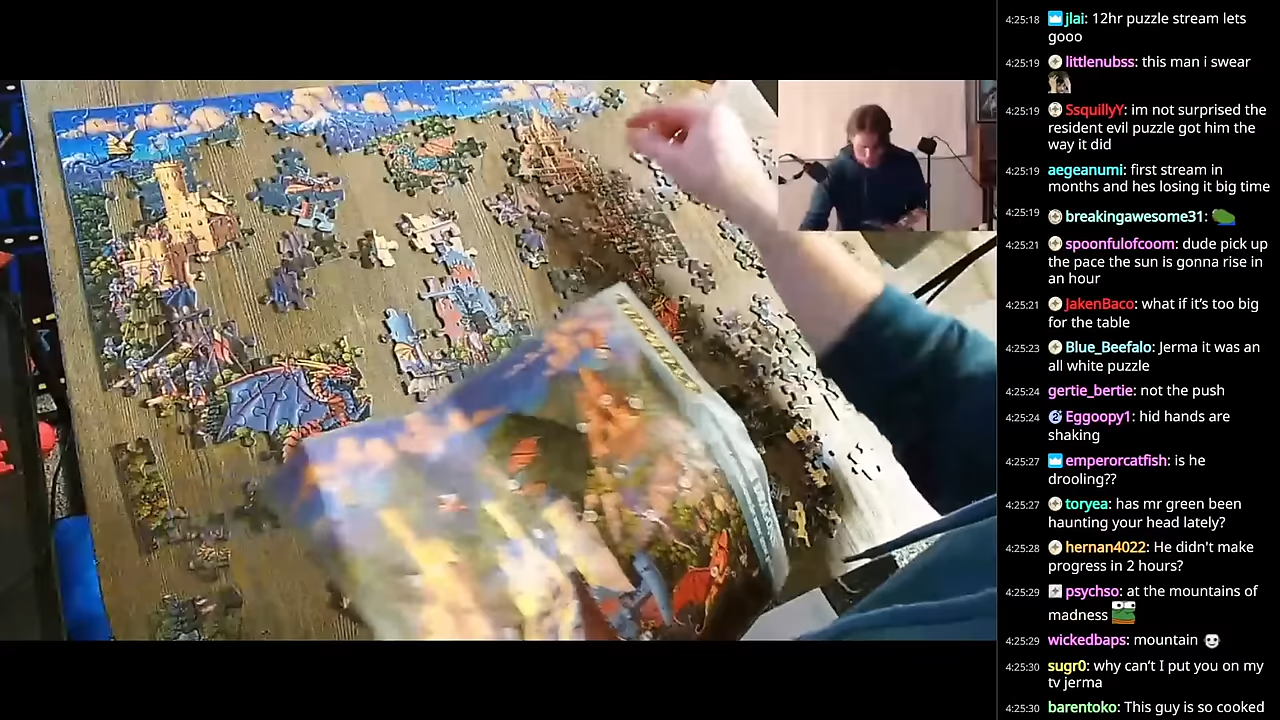 4:25:18 jlai: 12hr puzzle stream lets
gooo
4:25:19 littlenubss: this man i swear
4:25:19 SsquillyY: im not surprised the
resident evil puzzle got him the
way it did
4:25:19 aegeanumi: first stream in
months and hes losing it big time
4:25:19 breakingawesome31:
4:25:21 spoonfulofcoom: dude pick up
the pace the sun is gonna rise in
an hour
4:25:21 JakenBaco: what if it's too big
for the table
4:25:23 Blue_Beefalo: Jerma it was an
all white puzzle
4:25:24 gertie_bertie: not the push
4:25:24 Eggoopy1: hid hands are
shaking
4:25:27 emperorcatfish: is he
drooling??
4:25:27 toryea: has mr green been
haunting your head lately?
4:25:28 hernan4022: He didn't make
progress in 2 hours?
4:25:29 psychso: at the mountains of
madness
4:25:29 wickedbaps: mountain
4:25:30 sugr0: why can't I put you on my
tv jerma
4:25:30 barentoko: This guy is so cooked